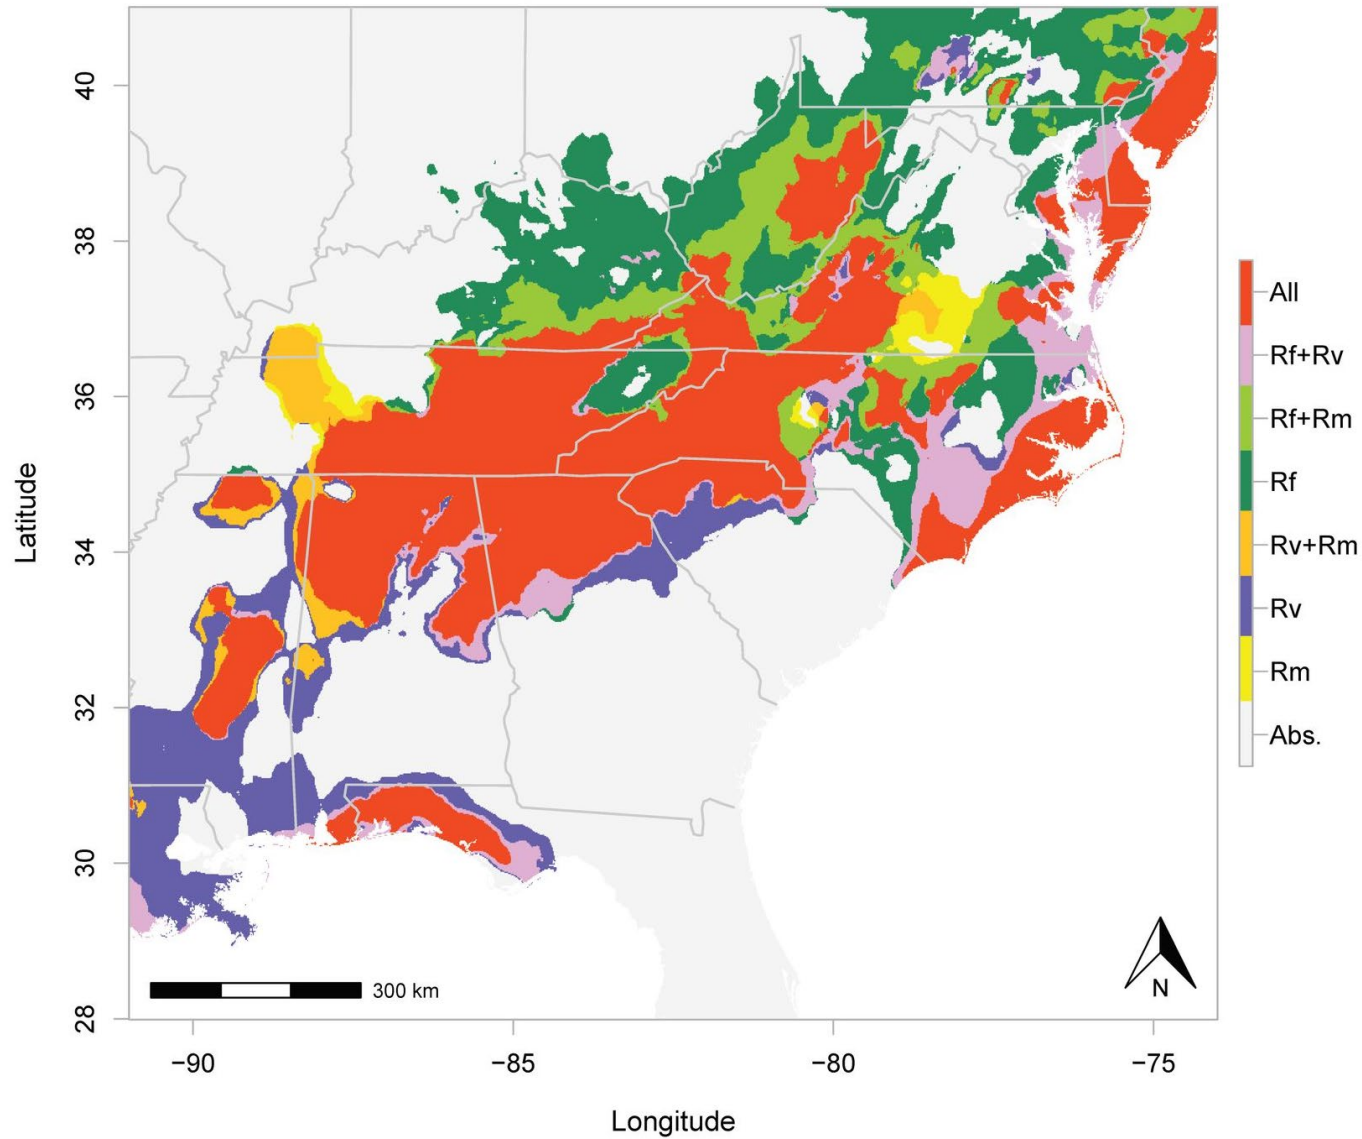 40
38
36
34
32
30
28
Latitude
−90
−85
−80
−75
Longitude
300 km
N
All
Rf+Rv
Rf+Rm
Rf
Rv+Rm
Rv
Rm
Abs.